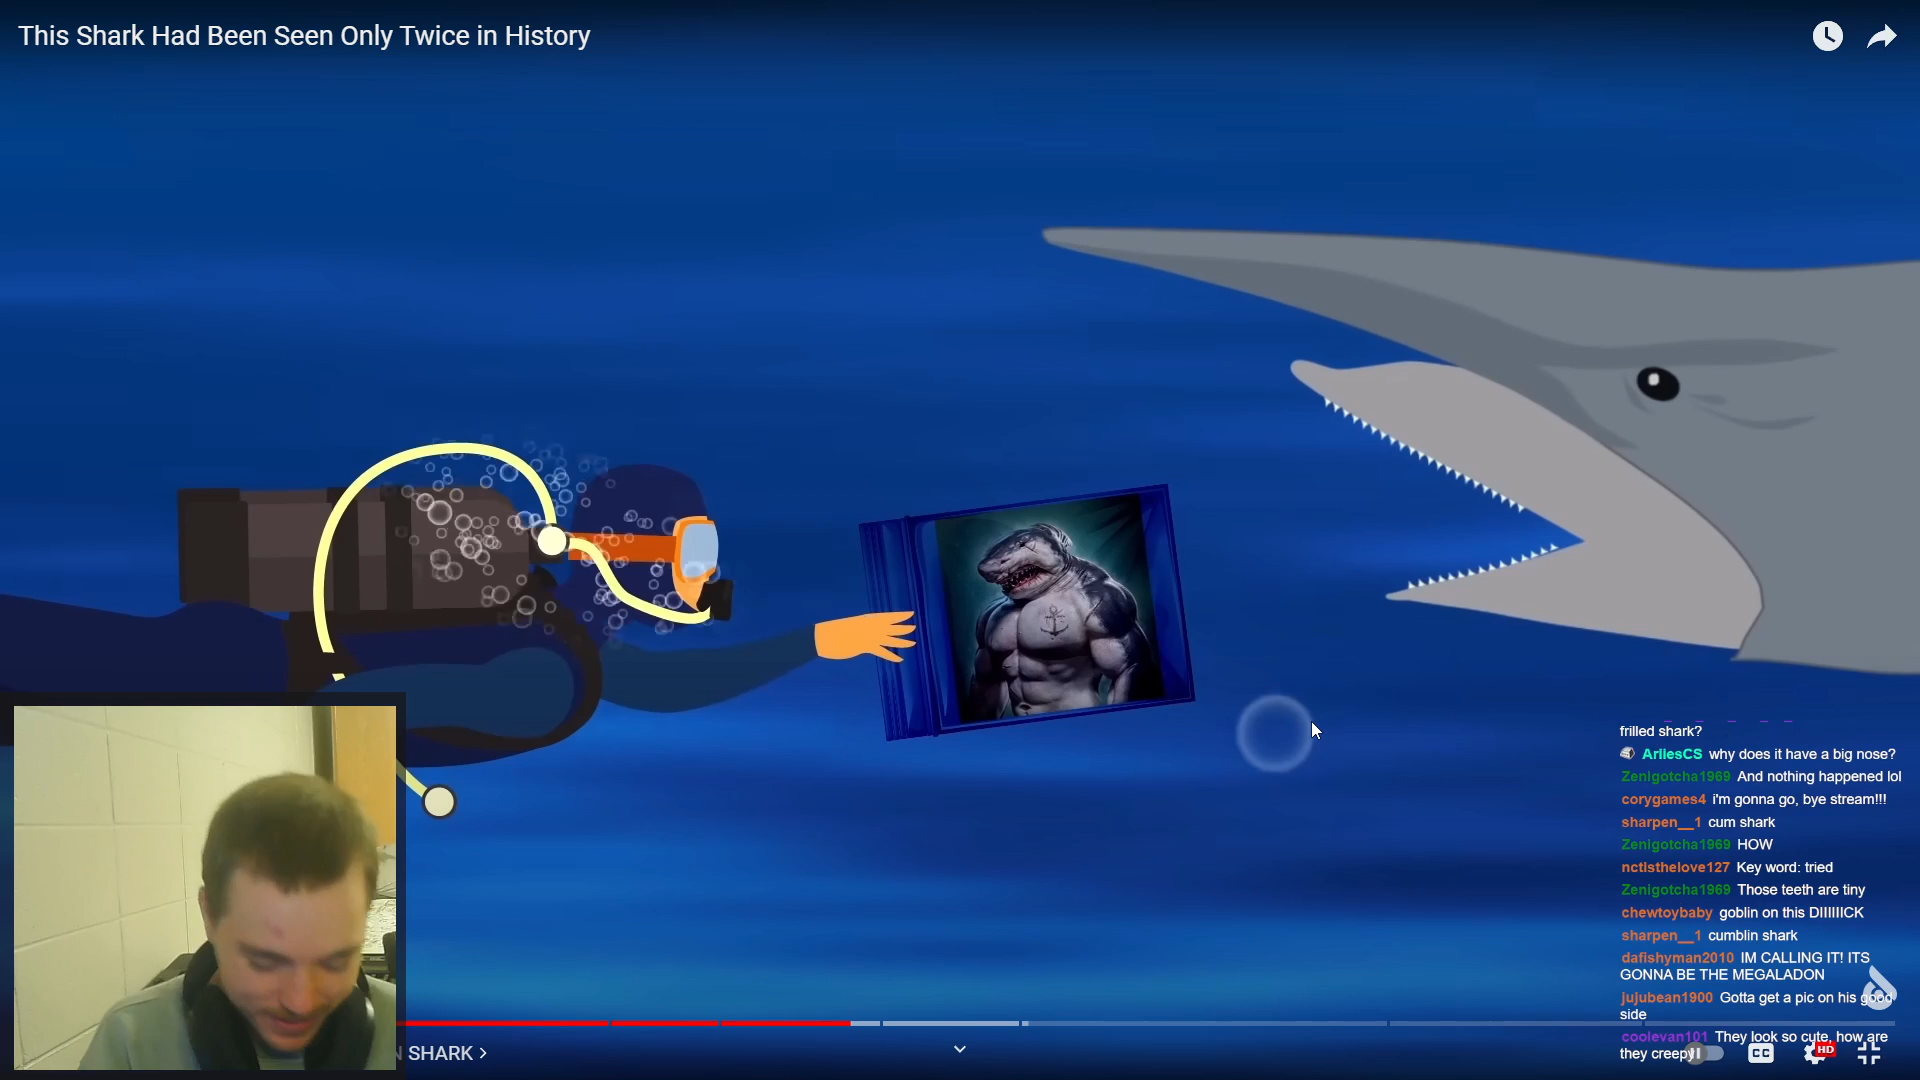 This Shark Had Been Seen Only Twice in History
frilled shark?
ArliesCS why does it have a big nose?
Zenigotcha1969 And nothing happened lol
corygames4 i'm gonna go, bye stream!!!
sharpen__1 cum shark
Zenigotcha1969 HOW
nctisthelove127 Key word: tried
Zenigotcha1969 Those teeth are tiny
chewtoybaby goblin on this DIIIIIICK
sharpen__1 cumblin shark
dafishyman2010 IM CALLING IT! ITS
GONNA BE THE MEGALADON
jujubean1900 Gotta get a pic on his good
side
coolevan101 They look so cute, how are
they creepy
N SHARK
CC
HD